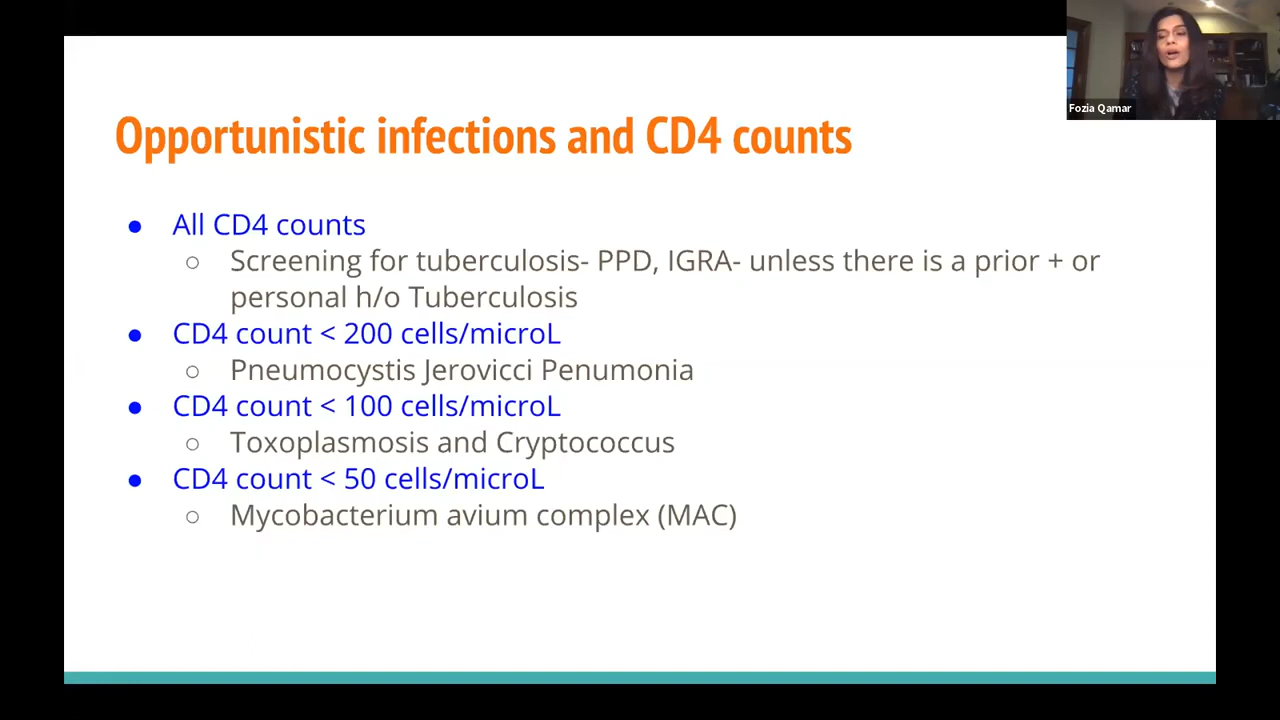 Fozia Qamar
Opportunistic infections and CD4 counts
● All CD4 counts
○ Screening for tuberculosis- PPD, IGRA- unless there is a prior + or
personal h/o Tuberculosis
● CD4 count < 200 cells/microL
○ Pneumocystis Jerovicci Penumonia
● CD4 count < 100 cells/microL
○ Toxoplasmosis and Cryptococcus
● CD4 count < 50 cells/microL
○ Mycobacterium avium complex (MAC)